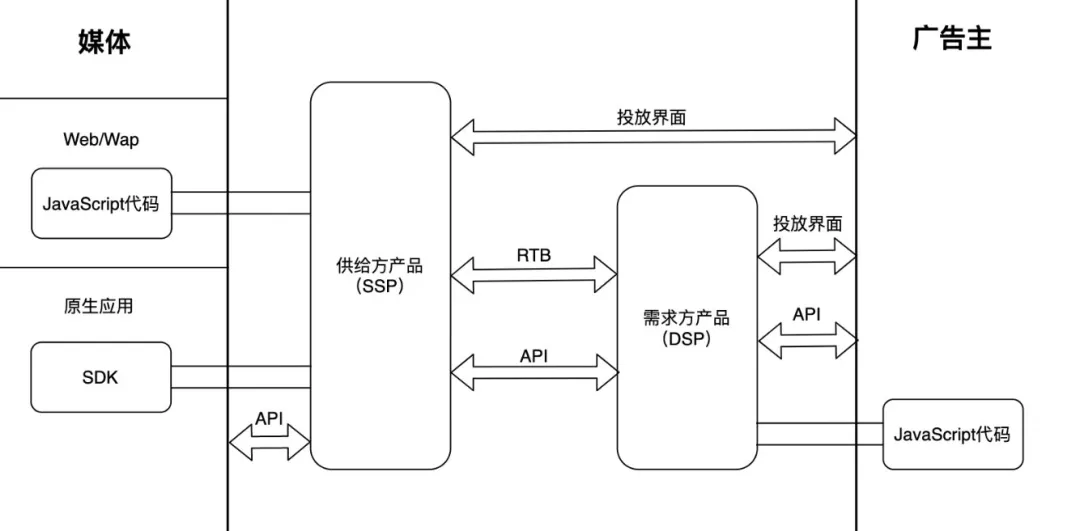 媒体
广告主
Web/Wap
JavaScript代码
原生应用
SDK
API
供给方产品
（SSP）
投放界面
RTB
API
需求方产品
（DSP）
投放界面
API
JavaScript代码